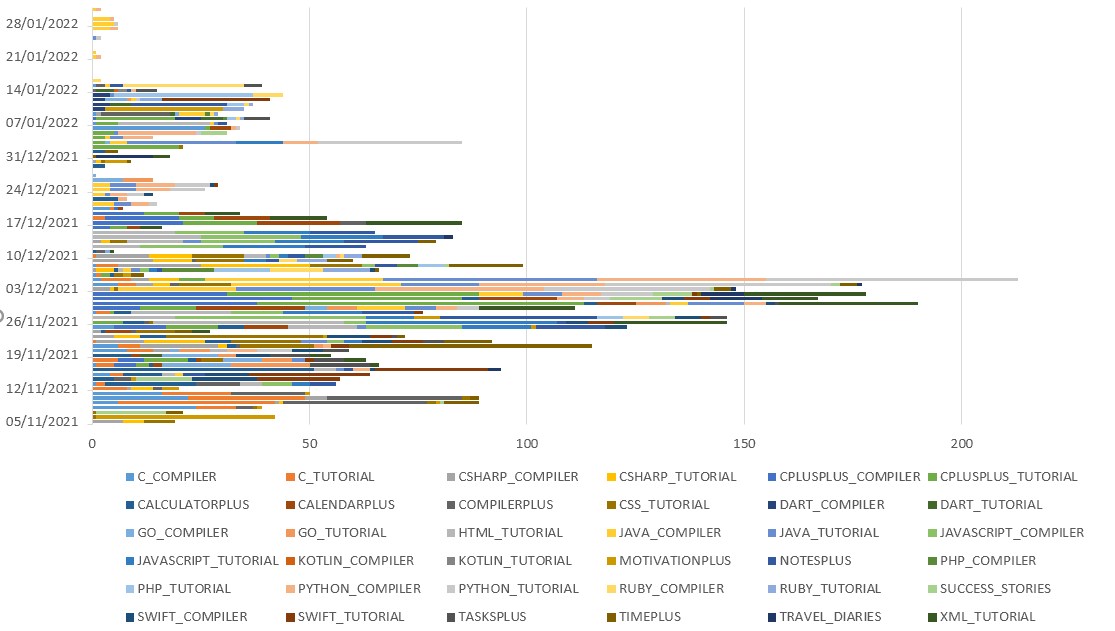 28/01/2022
21/01/2022
14/01/2022
07/01/2022
31/12/2021
24/12/2021
17/12/2021
10/12/2021
03/12/2021
26/11/2021
19/11/2021
12/11/2021
05/11/2021
0 50 100 150 200
C_COMPILER C_TUTORIAL CSHARP_COMPILER CSHARP_TUTORIAL CPLUSPLUS_COMPILER CPLUSPLUS_TUTORIAL
CALCULATORPLUS CALENDARPLUS COMPILERPLUS CSS_TUTORIAL DART_COMPILER DART_TUTORIAL
GO_COMPILER GO_TUTORIAL HTML_TUTORIAL JAVA_COMPILER JAVA_TUTORIAL JAVASCRIPT_COMPILER
JAVASCRIPT_TUTORIAL KOTLIN_COMPILER KOTLIN_TUTORIAL MOTIVATIONPLUS NOTESPLUS PHP_COMPILER
PHP_TUTORIAL PYTHON_COMPILER PYTHON_TUTORIAL RUBY_COMPILER RUBY_TUTORIAL SUCCESS_STORIES
SWIFT_COMPILER SWIFT_TUTORIAL TASKSPLUS TIMEPLUS TRAVEL_DIARIES XML_TUTORIAL